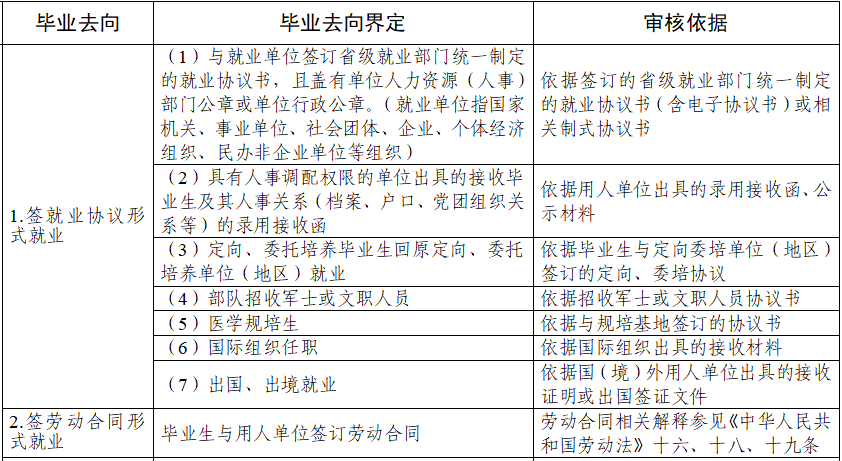 毕业去向
毕业去向界定
审核依据
1.签就业协议形
式就业
（1）与就业单位签订省级就业部门统一制定
的就业协议书，且盖有单位人力资源（人事）
部门公章或单位行政公章。（就业单位指国家
机关、事业单位、社会团体、企业、个体经济
组织、民办非企业单位等组织）
依据签订的省级就业部门统一制定
的就业协议书（含电子协议书）或相
关制式协议书
（2）具有人事调配权限的单位出具的接收毕
业生及其人事关系（档案、户口、党团组织关
系等）的录用接收函
依据用人单位出具的录用接收函、公
示材料
（3）定向、委托培养毕业生回原定向、委托
培养单位（地区）就业
依据毕业生与定向委培单位（地区）
签订的定向、委培协议
（4）部队招收军士或文职人员
依据招收军士或文职人员协议书
（5）医学规培生
依据与规培基地签订的协议书
（6）国际组织任职
依据国际组织出具的接收材料
（7）出国、出境就业
依据国（境）外用人单位出具的接收
证明或出国签证文件
2.签劳动合同形
式就业
毕业生与用人单位签订劳动合同
劳动合同相关解释参见《中华人民共
和国劳动法》十六、十八、十九条